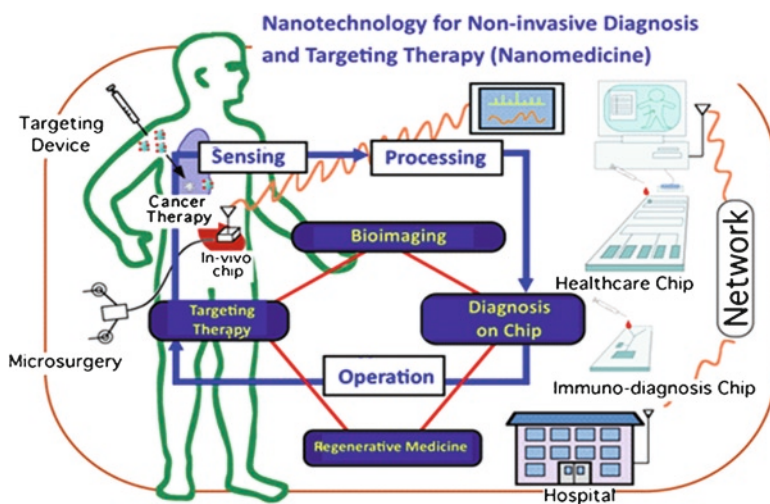 Nanotechnology for Non-invasive Diagnosis
and Targeting Therapy (Nanomedicine)
Targeting
Device
Sensing
Processing
Cancer
Therapy
Bioimaging
In-vivo
chip
Healthcare Chip
Network
Targeting
Therapy
Diagnosis
on Chip
Microsurgery
Operation
Immuno-diagnosis Chip
Regenerative Medicine
Hospital